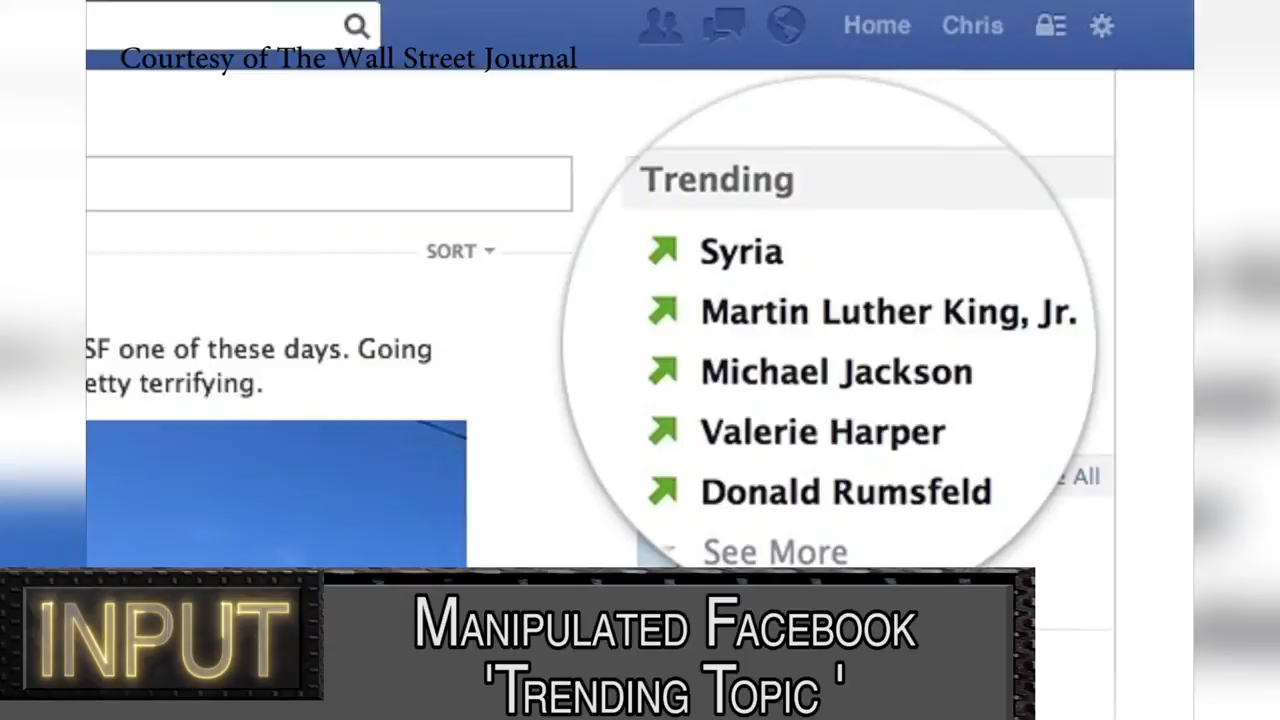 Home Chris
Courtesy of The Wall Street Journal
Trending
SORT
Syria
Martin Luther King, Jr.
SF one of these days. Going
etty terrifying.
Michael Jackson
Valerie Harper
All
Donald Rumsfeld
See More
INPUT
MANIPULATED FACEBOOK
'TRENDING TOPIC '